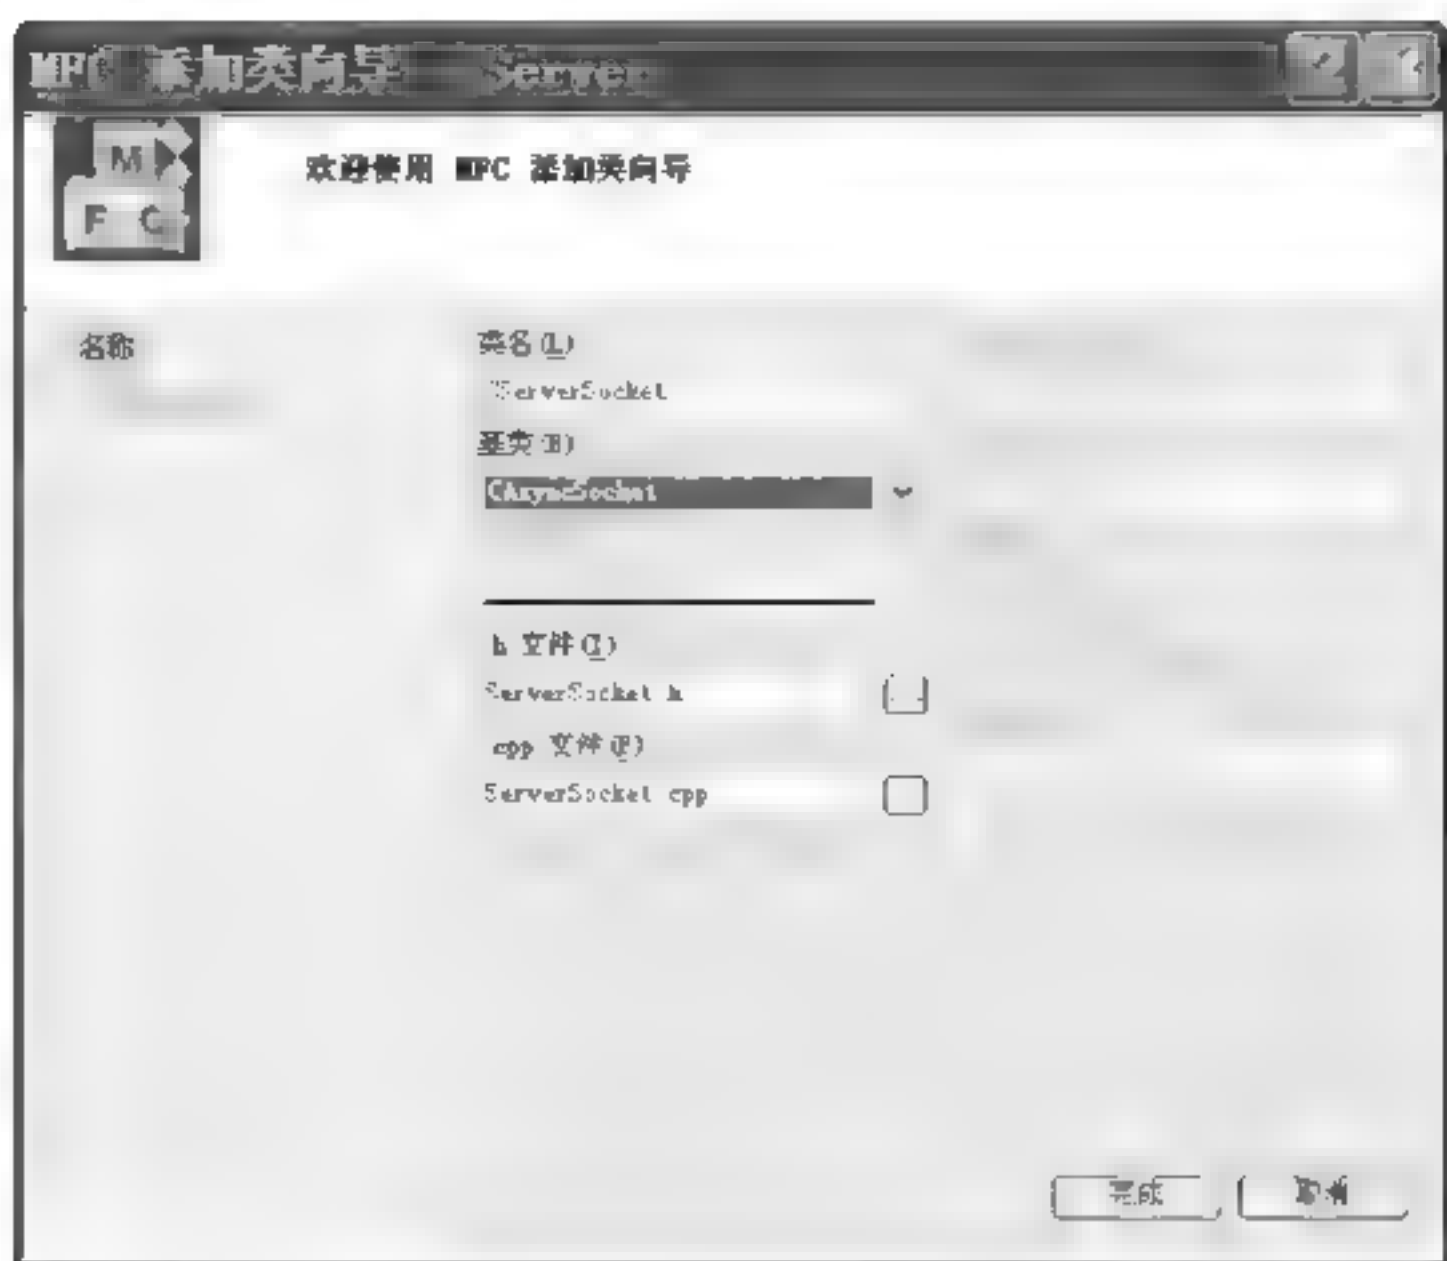 MFC 添加类向导 - Server
M
F C
欢迎使用 MFC 添加类向导
名称
类名(L)
ServerSocket
基类(B)
CAsyncSocket
h 文件(I)
ServerSocket h
cpp 文件(F)
ServerSocket cpp
完成
取消